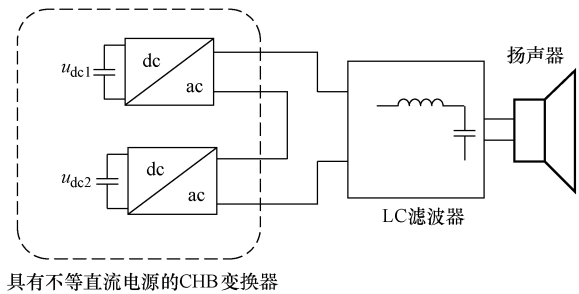 dc
u_dc1
ac
扬声器
dc
u_dc2
ac
LC滤波器
具有不等直流电源的CHB变换器